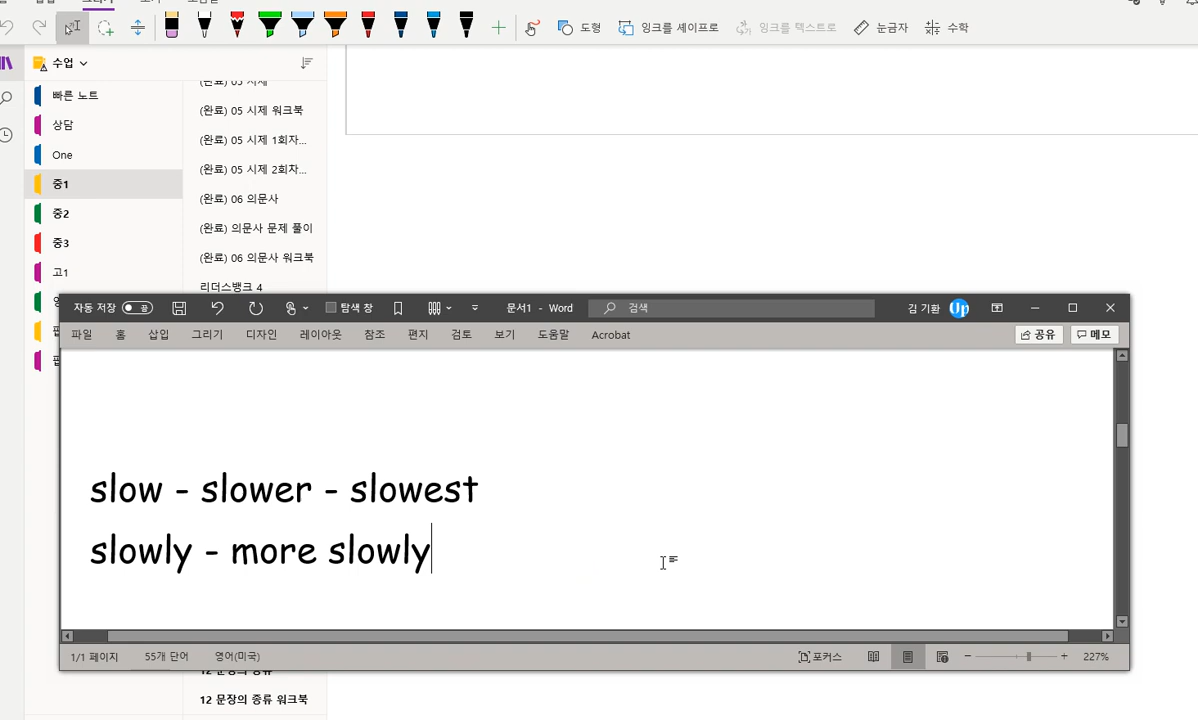 도형
잉크를 셰이프로
잉크를 텍스트로
눈금자
수학
수업
빠른 노트
상담
One
중1
중2
중3
고1
(완료) 05 시제
(완료) 05 시제 워크북
(완료) 05 시제 1회차...
(완료) 05 시제 2회차...
(완료) 06 의문사
(완료) 의문사 문제 풀이
(완료) 06 의문사 워크북
리더스뱅크 4
자동 저장 끔
탐색 창
문서1 - Word
검색
김 기환
Up
파일 홈 삽입 그리기 디자인 레이아웃 참조 편지 검토 보기 도움말 Acrobat
공유
메모
slow - slower - slowest
slowly - more slowly
1/1 페이지 55개 단어 영어(미국)
포커스
227%
12 문장의 종류 워크북